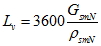 L_v = 3600 G_smN / ρ_smN